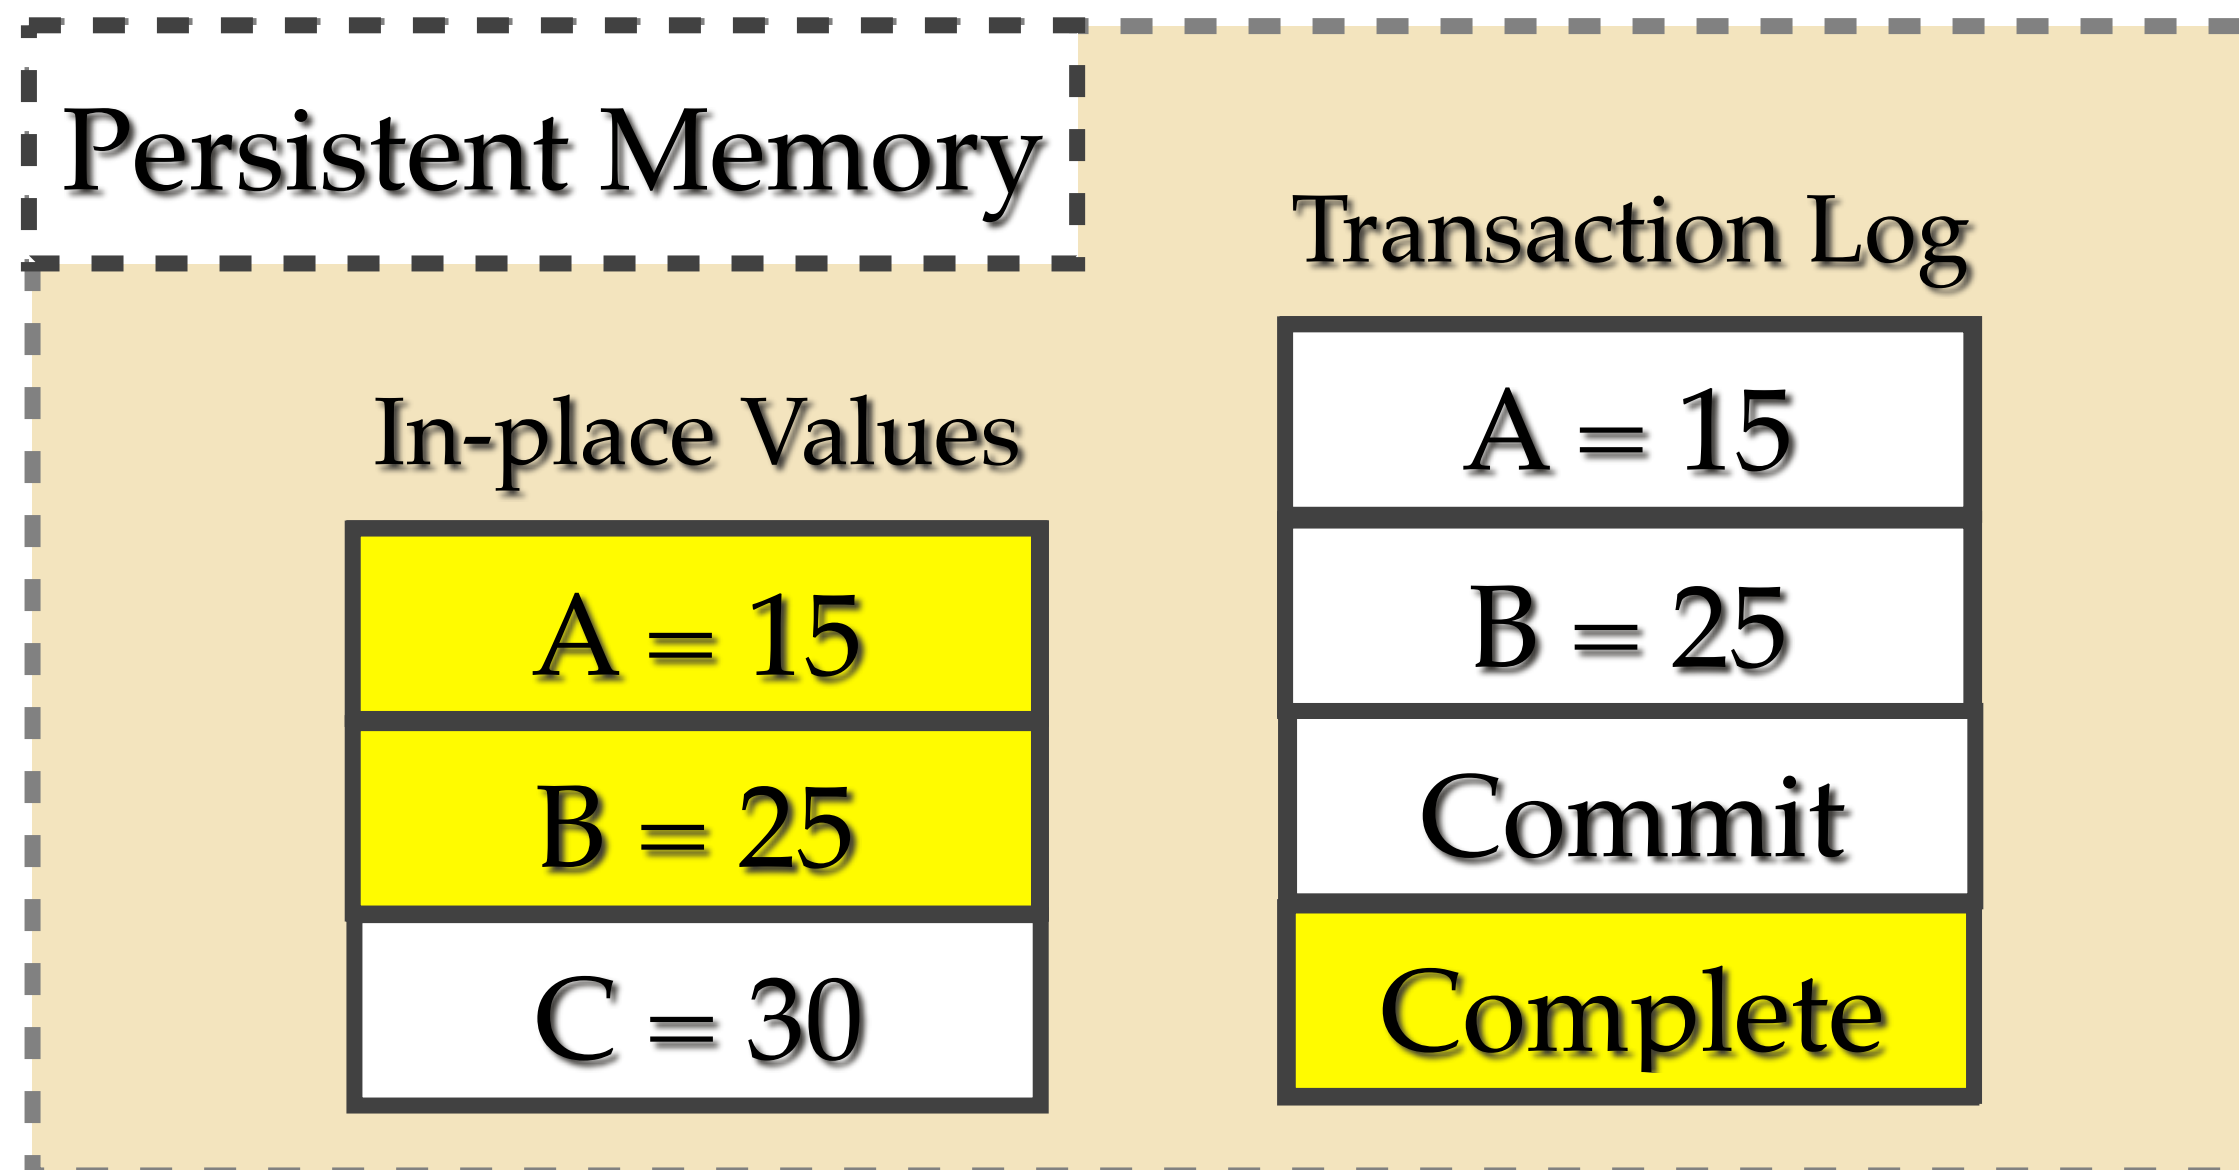 Persistent Memory
In-place Values
A = 15
B = 25
C = 30
Transaction Log
A = 15
B = 25
Commit
Complete